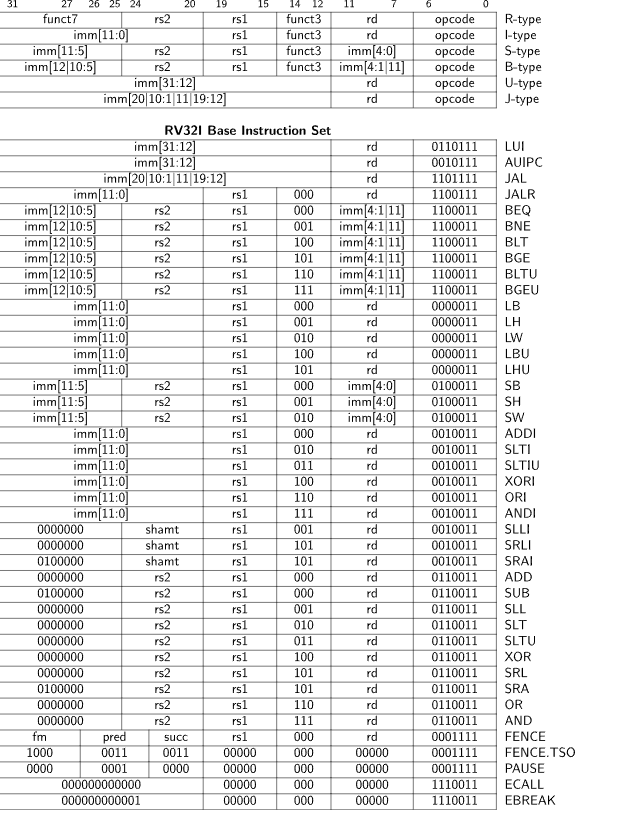 31 27 26 25 24 20 19 15 14 12 11 7 6 0
funct7 rs2 rs1 funct3 rd opcode R-type
imm[11:0] rs1 funct3 rd opcode I-type
imm[11:5] rs2 rs1 funct3 imm[4:0] opcode S-type
imm[12|10:5] rs2 rs1 funct3 imm[4:1|11] opcode B-type
imm[31:12] rd opcode U-type
imm[20|10:1|11|19:12] rd opcode J-type
RV32I Base Instruction Set
imm[31:12] rd 0110111 LUI
imm[31:12] rd 0010111 AUIPC
imm[20|10:1|11|19:12] rd 1101111 JAL
imm[11:0] rs1 000 rd 1100111 JALR
imm[12|10:5] rs2 rs1 000 imm[4:1|11] 1100011 BEQ
imm[12|10:5] rs2 rs1 001 imm[4:1|11] 1100011 BNE
imm[12|10:5] rs2 rs1 100 imm[4:1|11] 1100011 BLT
imm[12|10:5] rs2 rs1 101 imm[4:1|11] 1100011 BGE
imm[12|10:5] rs2 rs1 110 imm[4:1|11] 1100011 BLTU
imm[12|10:5] rs2 rs1 111 imm[4:1|11] 1100011 BGEU
imm[11:0] rs1 000 rd 0000011 LB
imm[11:0] rs1 001 rd 0000011 LH
imm[11:0] rs1 010 rd 0000011 LW
imm[11:0] rs1 100 rd 0000011 LBU
imm[11:0] rs1 101 rd 0000011 LHU
imm[11:5] rs2 rs1 000 imm[4:0] 0100011 SB
imm[11:5] rs2 rs1 001 imm[4:0] 0100011 SH
imm[11:5] rs2 rs1 010 imm[4:0] 0100011 SW
imm[11:0] rs1 000 rd 0010011 ADDI
imm[11:0] rs1 010 rd 0010011 SLTI
imm[11:0] rs1 011 rd 0010011 SLTIU
imm[11:0] rs1 100 rd 0010011 XORI
imm[11:0] rs1 110 rd 0010011 ORI
imm[11:0] rs1 111 rd 0010011 ANDI
0000000 shamt rs1 001 rd 0010011 SLLI
0000000 shamt rs1 101 rd 0010011 SRLI
0100000 shamt rs1 101 rd 0010011 SRAI
0000000 rs2 rs1 000 rd 0110011 ADD
0100000 rs2 rs1 000 rd 0110011 SUB
0000000 rs2 rs1 001 rd 0110011 SLL
0000000 rs2 rs1 010 rd 0110011 SLT
0000000 rs2 rs1 011 rd 0110011 SLTU
0000000 rs2 rs1 100 rd 0110011 XOR
0000000 rs2 rs1 101 rd 0110011 SRL
0100000 rs2 rs1 101 rd 0110011 SRA
0000000 rs2 rs1 110 rd 0110011 OR
0000000 rs2 rs1 111 rd 0110011 AND
fm pred succ rs1 000 rd 0001111 FENCE
1000 0011 0011 00000 000 00000 0001111 FENCE.TSO
0000 0001 0000 00000 000 00000 0001111 PAUSE
000000000000 00000 000 00000 1110011 ECALL
000000000001 00000 000 00000 1110011 EBREAK